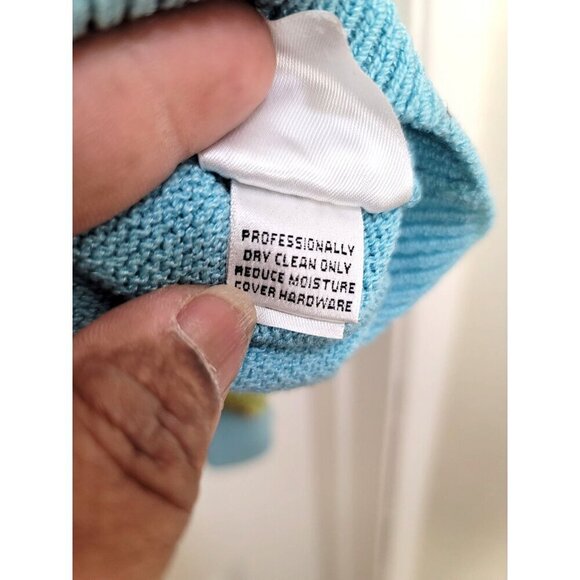 PROFESSIONALLY
DRY CLEAN ONLY
REDUCE MOISTURE
COVER HARDWARE